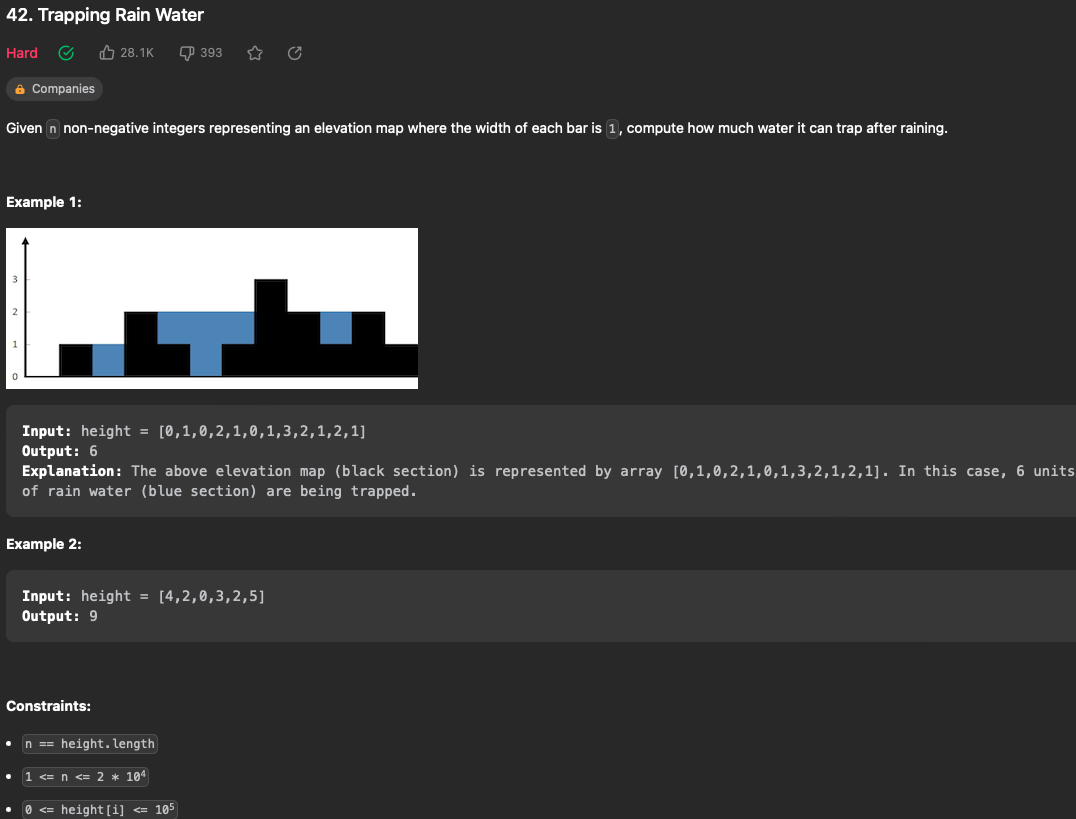 42. Trapping Rain Water
Hard 28.1K 393
Companies
Given n non-negative integers representing an elevation map where the width of each bar is 1, compute how much water it can trap after raining.
Example 1:
3
2
1
0
Input: height = [0,1,0,2,1,0,1,3,2,1,2,1]
Output: 6
Explanation: The above elevation map (black section) is represented by array [0,1,0,2,1,0,1,3,2,1,2,1]. In this case, 6 units
of rain water (blue section) are being trapped.
Example 2:
Input: height = [4,2,0,3,2,5]
Output: 9
Constraints:
• n == height.length
• 1 <= n <= 2 * 10⁴
• 0 <= height[i] <= 10⁵